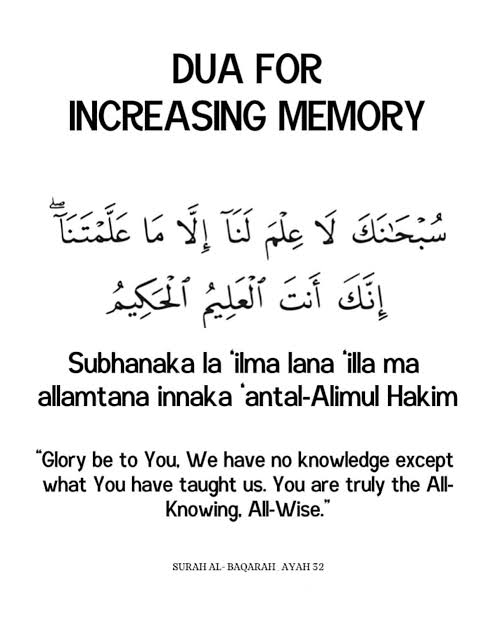 DUA FOR
INCREASING MEMORY
سُبْحَـٰنَكَ لَا عِلْمَ لَنَآ إِلَّا مَا عَلَّمْتَنَآ ۖ
إِنَّكَ أَنتَ ٱلْعَلِيمُ ٱلْحَكِيمُ
Subhanaka la ‘ilma lana ‘illa ma
allamtana innaka ‘antal-Alimul Hakim
“Glory be to You, We have no knowledge except
what You have taught us. You are truly the All-
Knowing, All-Wise.”
SURAH AL- BAQARAH , AYAH 32